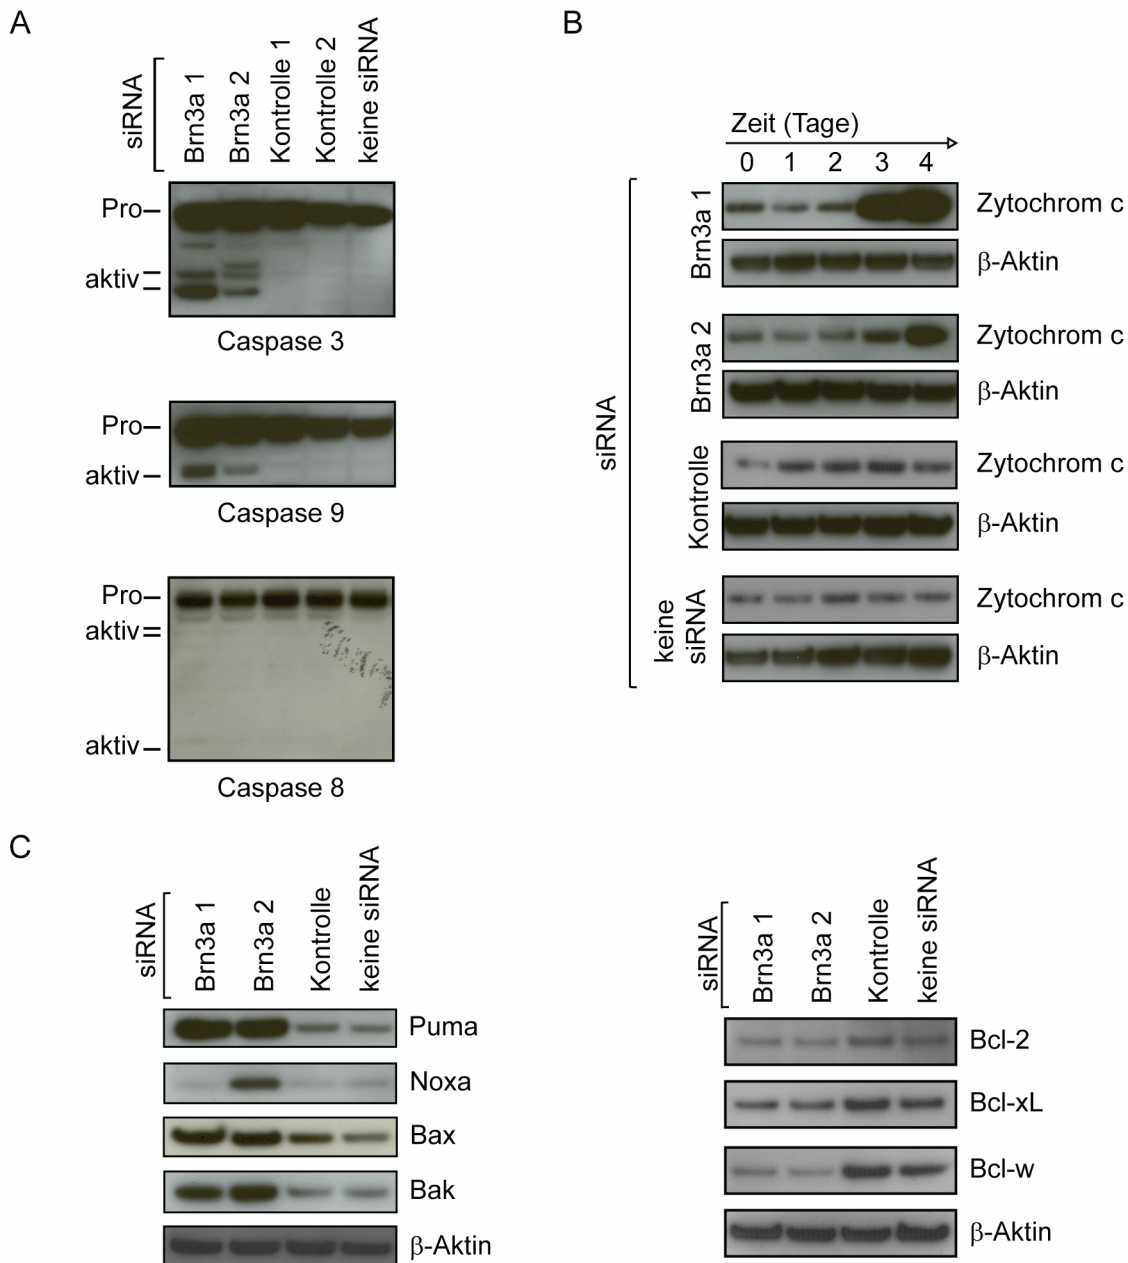 A
siRNA
Brn3a 1
Brn3a 2
Kontrolle 1
Kontrolle 2
keine siRNA
Pro
aktiv
Caspase 3
Pro
aktiv
Caspase 9
Pro
aktiv
aktiv
Caspase 8
B
Zeit (Tage)
0 1 2 3 4
siRNA
Brn3a 1
Zytochrom c
β-Aktin
Brn3a 2
Zytochrom c
β-Aktin
Kontrolle
Zytochrom c
β-Aktin
keine
siRNA
Zytochrom c
β-Aktin
C
siRNA
Brn3a 1
Brn3a 2
Kontrolle
keine siRNA
Puma
Noxa
Bax
Bak
β-Aktin
siRNA
Brn3a 1
Brn3a 2
Kontrolle
keine siRNA
Bcl-2
Bcl-xL
Bcl-w
β-Aktin